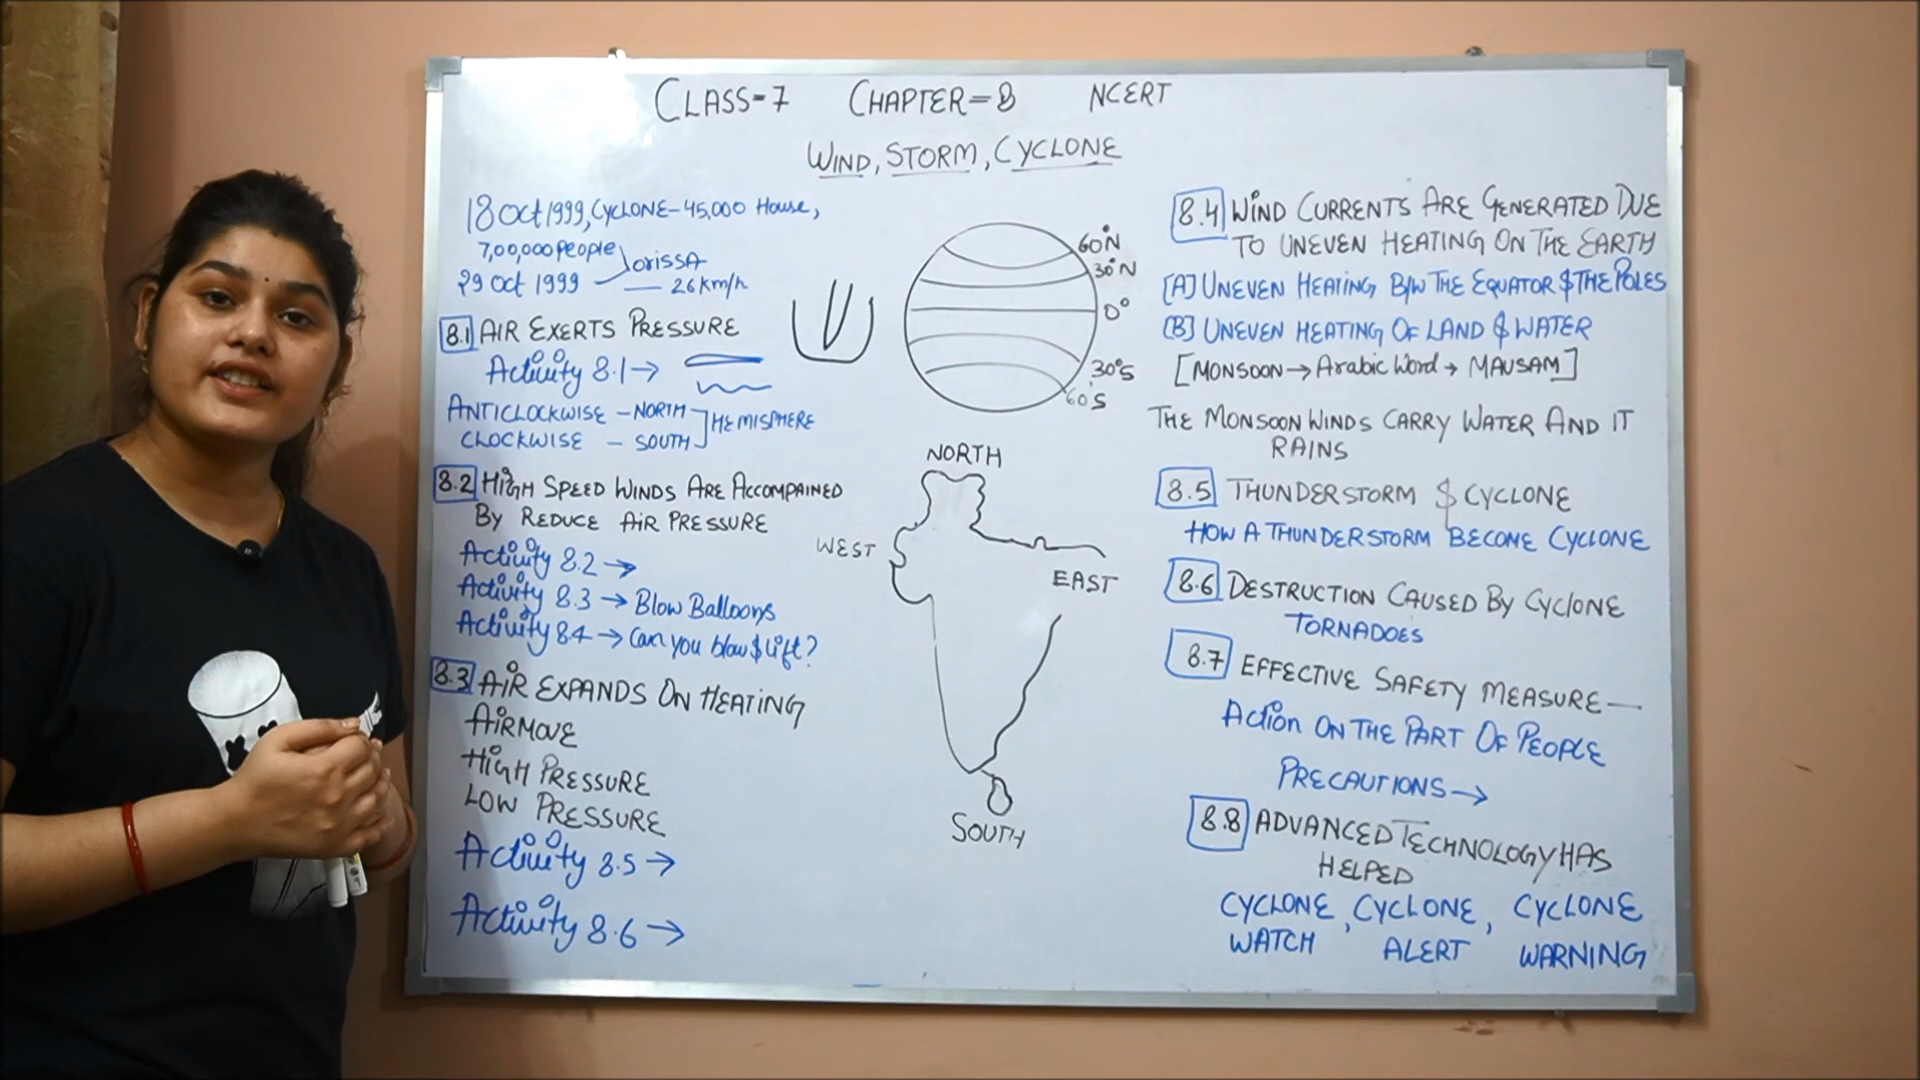 CLASS-7 CHAPTER-8 NCERT
WIND, STORM, CYCLONE
18 Oct 1999, CYCLONE-45,000 House,
7,00,000 people
orissa
29 Oct 1999 — 26 km/h
8.1 AIR EXERTS PRESSURE
Activity 8.1→
ANTICLOCKWISE - NORTH
CLOCKWISE - SOUTH
HEMISPHERE
8.2 HIGH SPEED WINDS ARE ACCOMPAINED
BY REDUCE AIR PRESSURE
Activity 8.2→
Activity 8.3→ Blow Balloons
Activity 8.4→ Can you blow & lift?
8.3 AIR EXPANDS ON HEATING
AIRMOVE
HIGH PRESSURE
LOW PRESSURE
Activity 8.5→
Activity 8.6→
60°N
30°N
0°
30°S
60°S
NORTH
WEST
EAST
SOUTH
8.4 WIND CURRENTS ARE GENERATED DUE
TO UNEVEN HEATING ON THE EARTH
[A] UNEVEN HEATING B/W THE EQUATOR & THE POLES
[B] UNEVEN HEATING OF LAND & WATER
[MONSOON→Arabic Word→ MAUSAM]
THE MONSOON WINDS CARRY WATER AND IT
RAINS
8.5 THUNDERSTORM & CYCLONE
HOW A THUNDERSTORM BECOME CYCLONE
8.6 DESTRUCTION CAUSED BY CYCLONE
TORNADOES
8.7 EFFECTIVE SAFETY MEASURE—
Action ON THE PART OF PEOPLE
PRECAUTIONS→
8.8 ADVANCED TECHNOLOGY HAS
HELPED
CYCLONE, CYCLONE, CYCLONE
WATCH ALERT WARNING